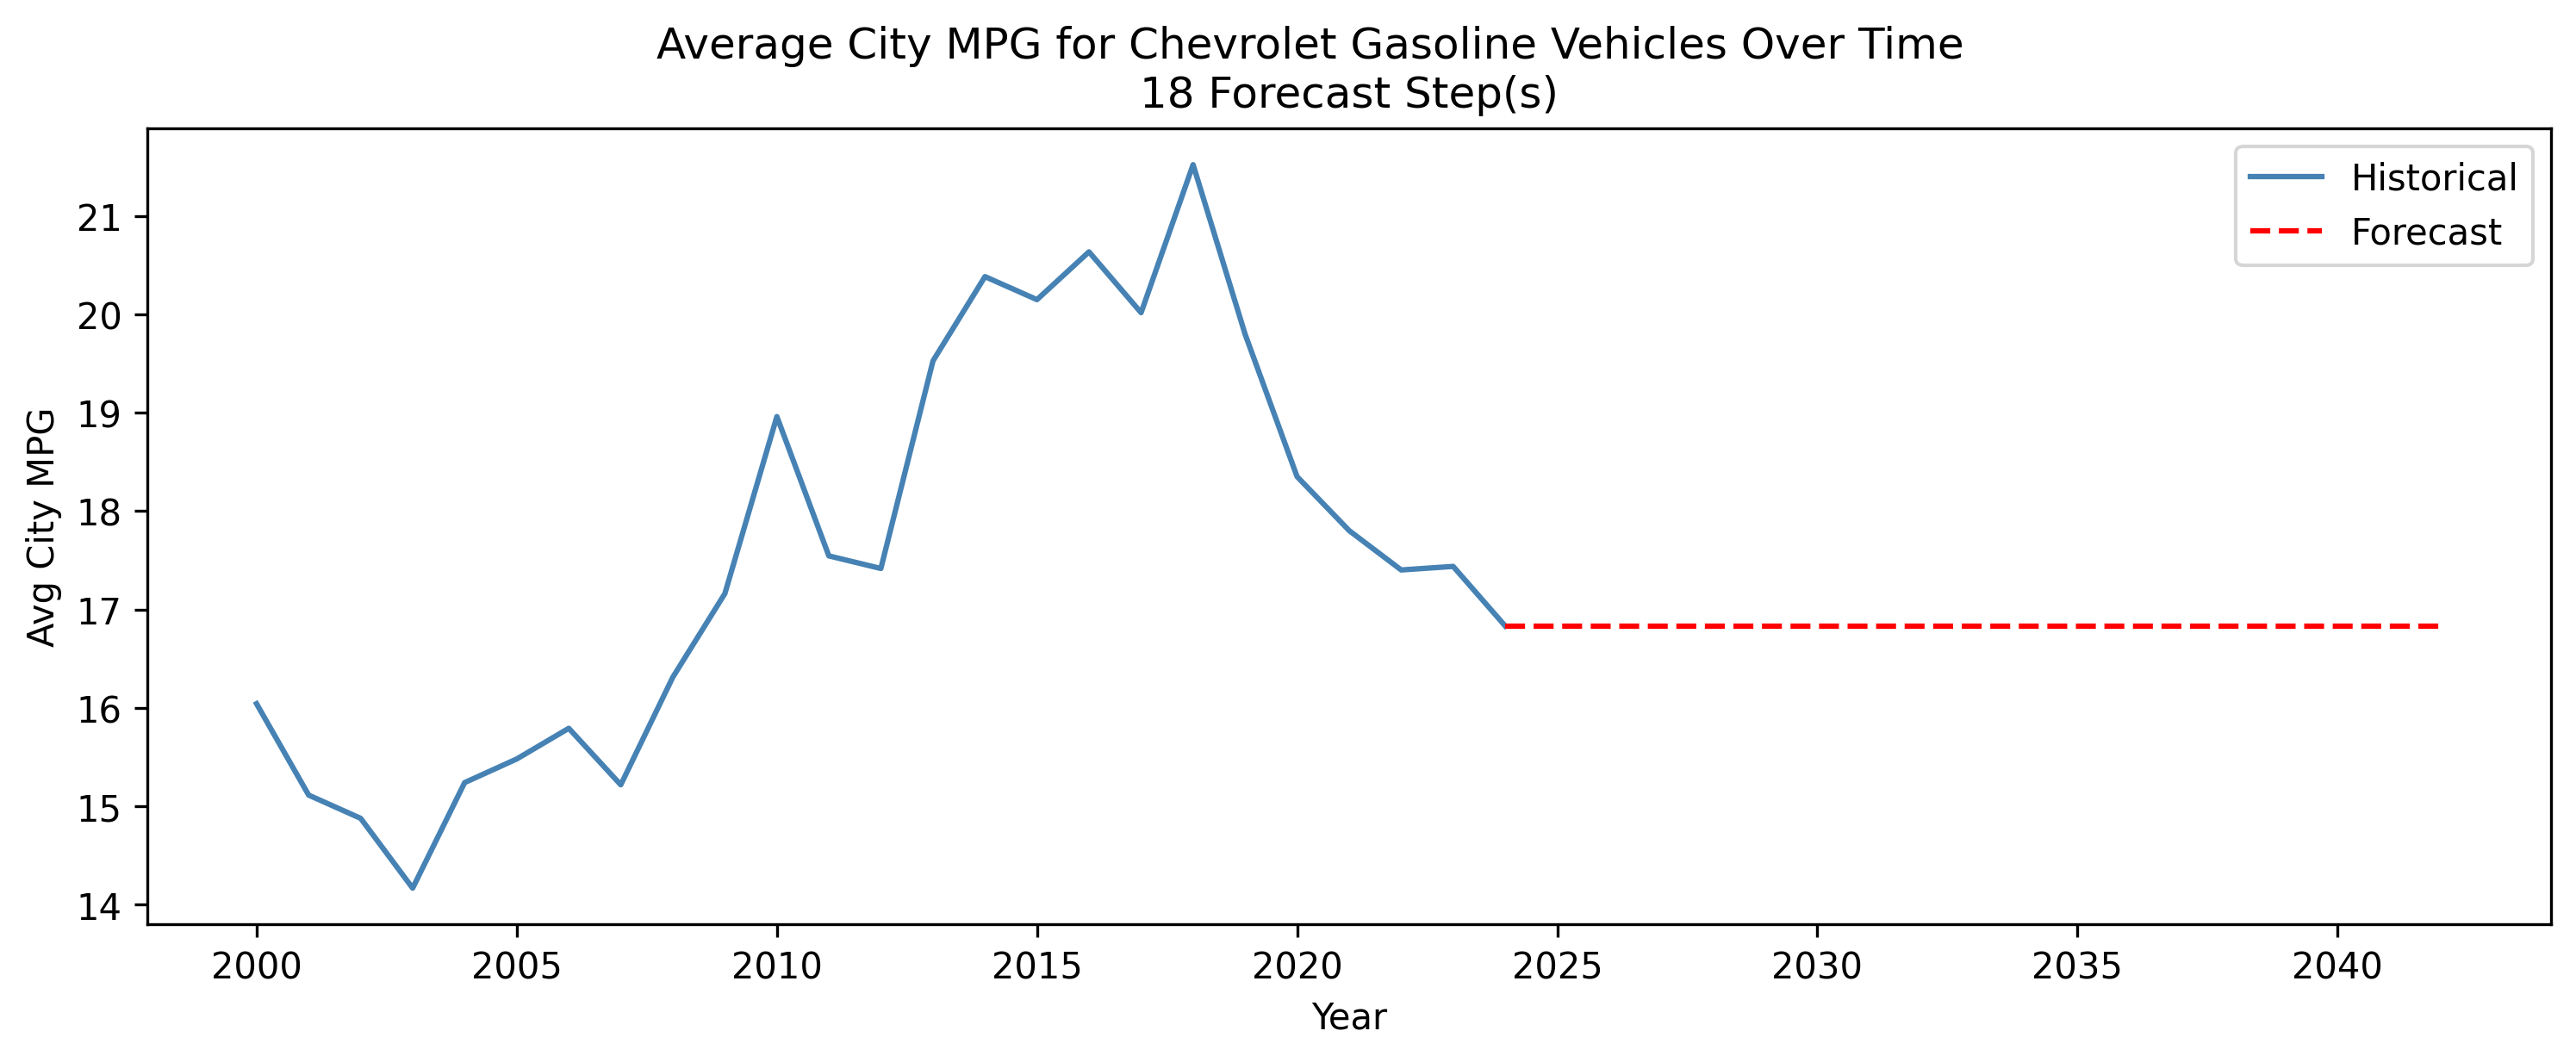 Average City MPG for Chevrolet Gasoline Vehicles Over Time
18 Forecast Step(s)
Historical
Forecast
21
20
19
18
17
16
15
14
Avg City MPG
2000 2005 2010 2015 2020 2025 2030 2035 2040
Year